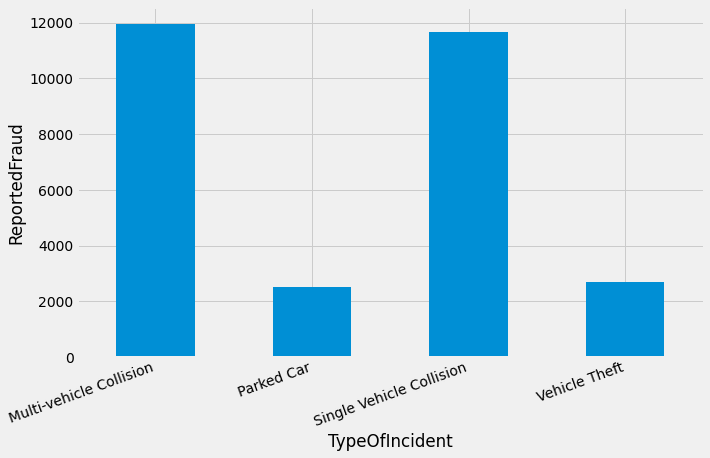 12000
10000
8000
6000
4000
2000
0
ReportedFraud
Multi-vehicle Collision
Parked Car
Single Vehicle Collision
Vehicle Theft
TypeOfIncident